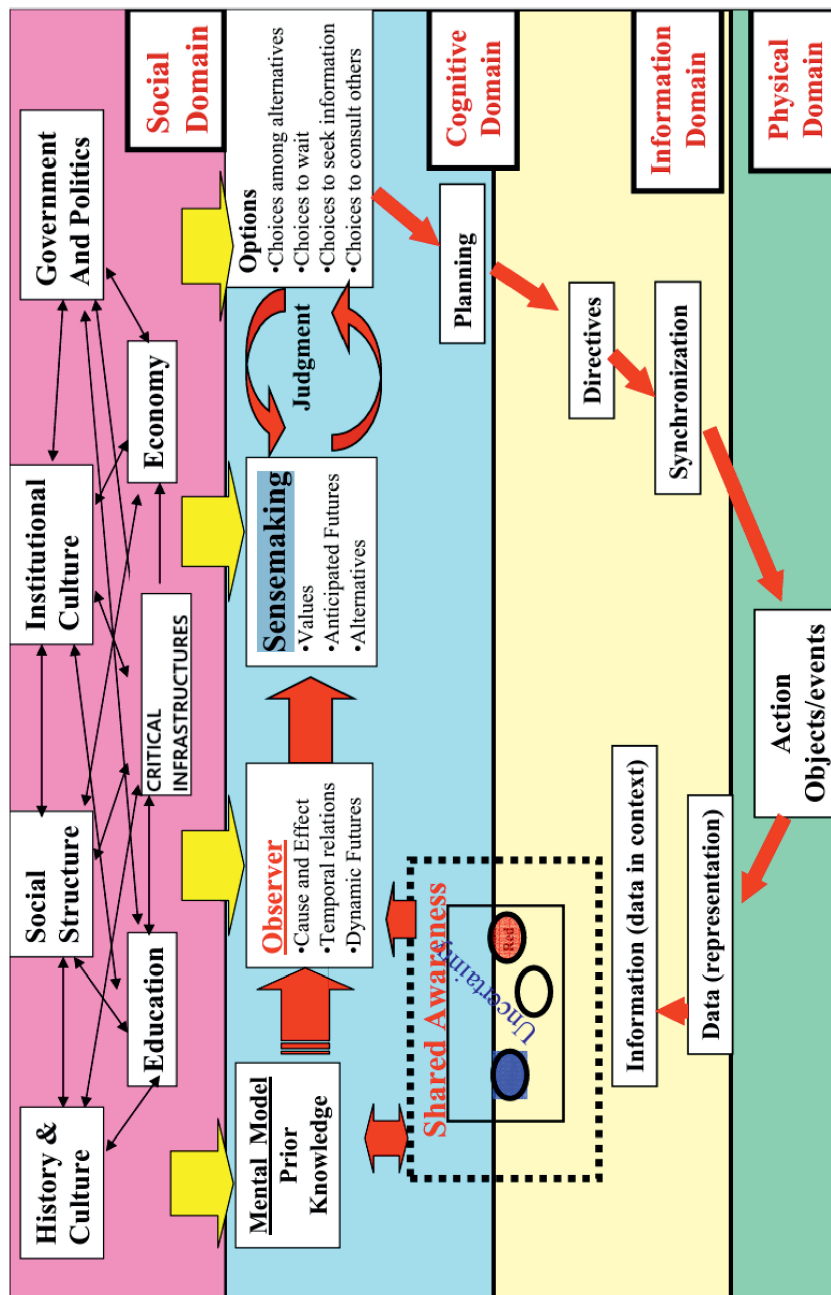 History &
Culture
Social
Structure
Institutional
Culture
Government
And Politics
Education
CRITICAL
INFRASTRUCTURES
Economy
Social
Domain
Mental Model
Prior
Knowledge
Observer
•Cause and Effect
•Temporal relations
•Dynamic Futures
Sensemaking
•Values
•Anticipated Futures
•Alternatives
Judgment
Options
•Choices among alternatives
•Choices to wait
•Choices to seek information
•Choices to consult others
Cognitive
Domain
Shared Awareness
Uncertainty
Red
Planning
Directives
Synchronization
Information
Domain
Information (data in context)
Data (representation)
Action
Objects/events
Physical
Domain